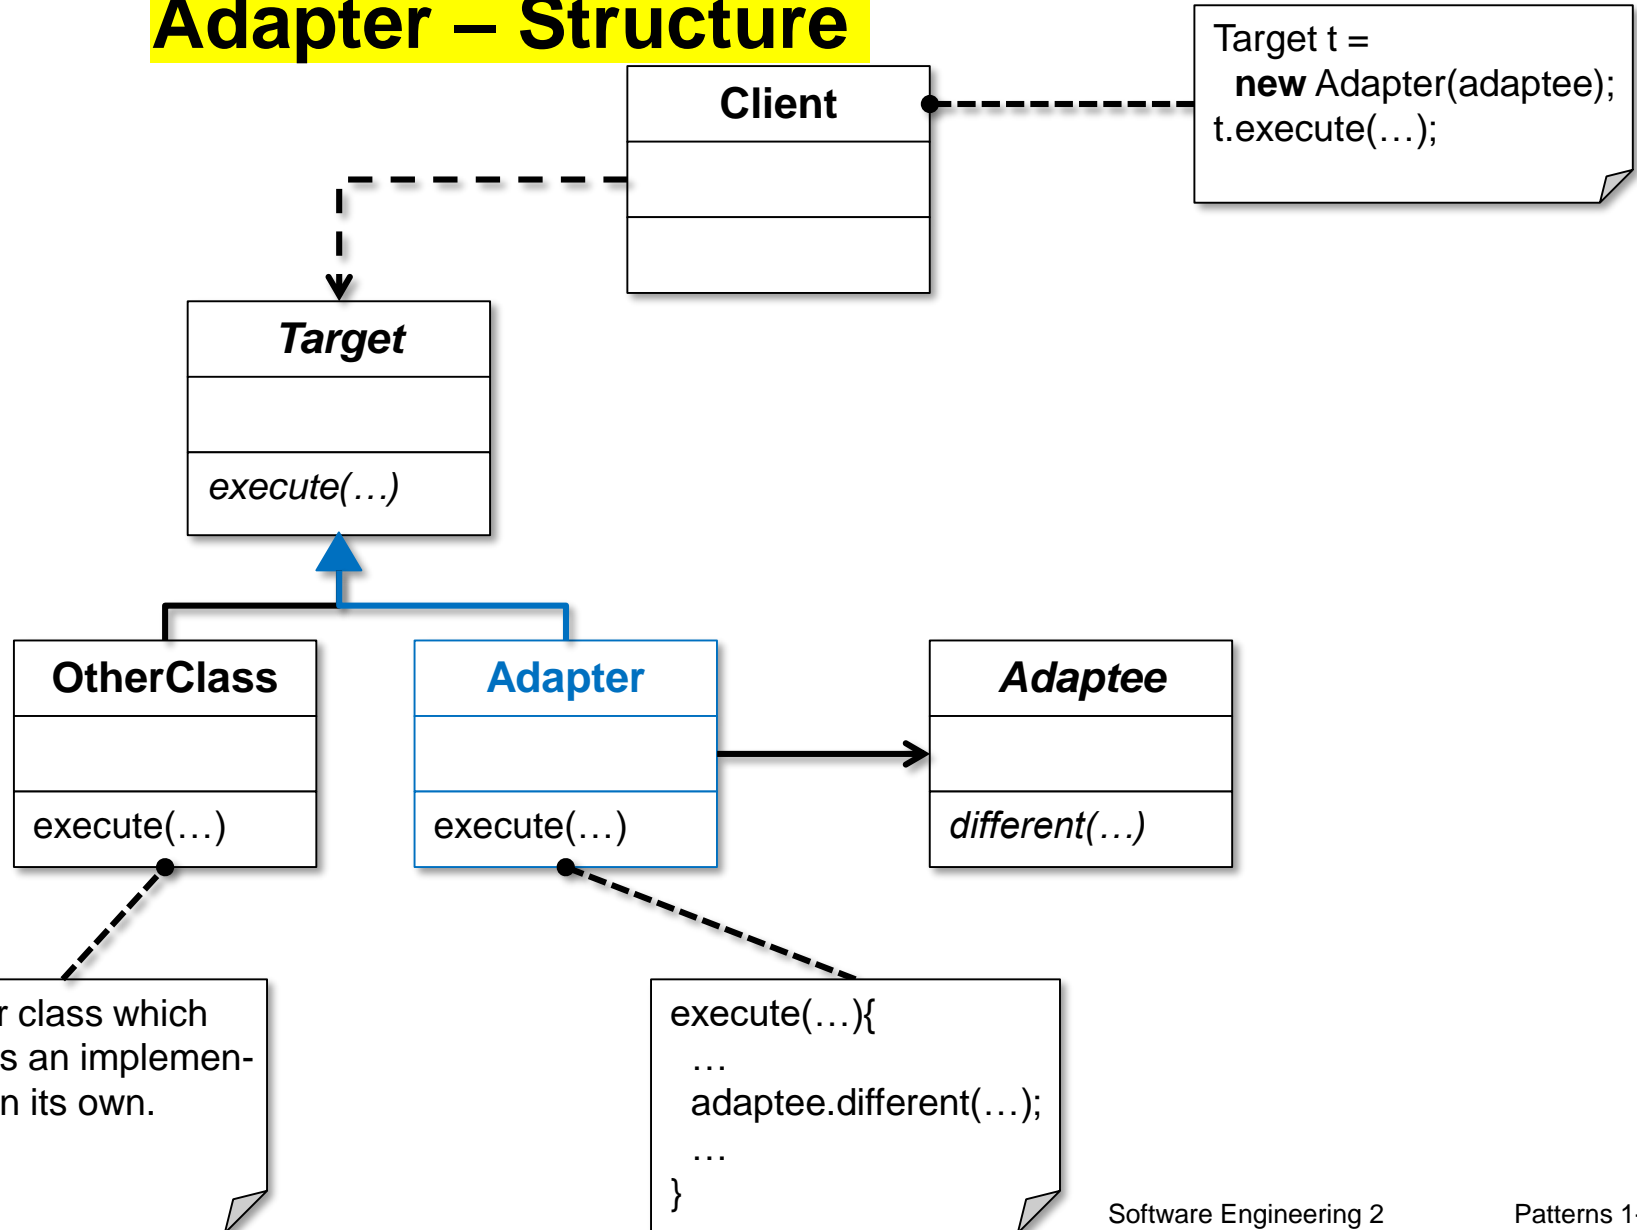 Adapter – Structure
Target t =
new Adapter(adaptee);
t.execute(…);
Client
Target
execute(…)
OtherClass
execute(…)
Adapter
execute(…)
Adaptee
different(…)
class which
an implemen-
its own.
execute(…){
…
adaptee.different(…);
…
}
Software Engineering 2
Patterns